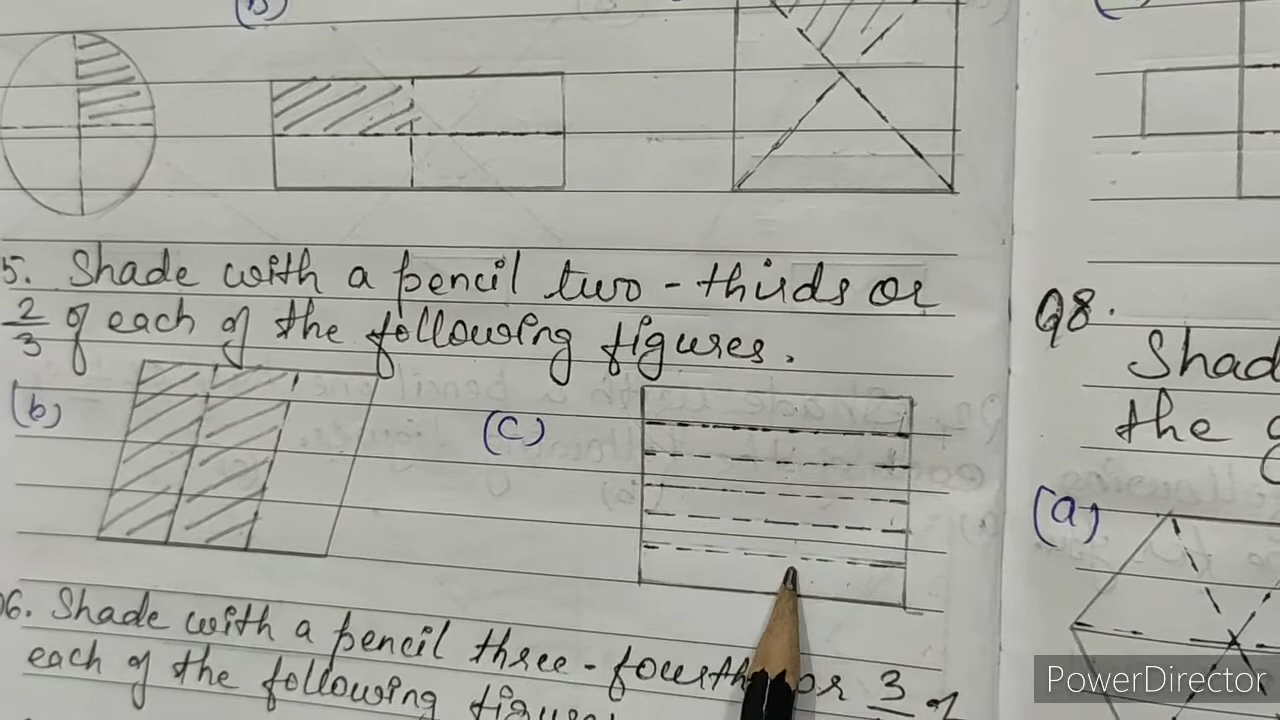 5. Shade with a pencil two-thirds or
2/3 of each of the following figures.
(b)
(c)
06. Shade with a pencil three-fourths or 3
each of the following
Q8.
Shad
the
(a)
PowerDirector